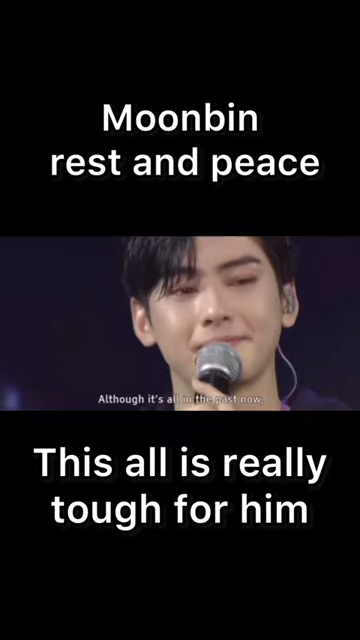 Moonbin
rest and peace
Although it's all in the past now,
This all is really
tough for him